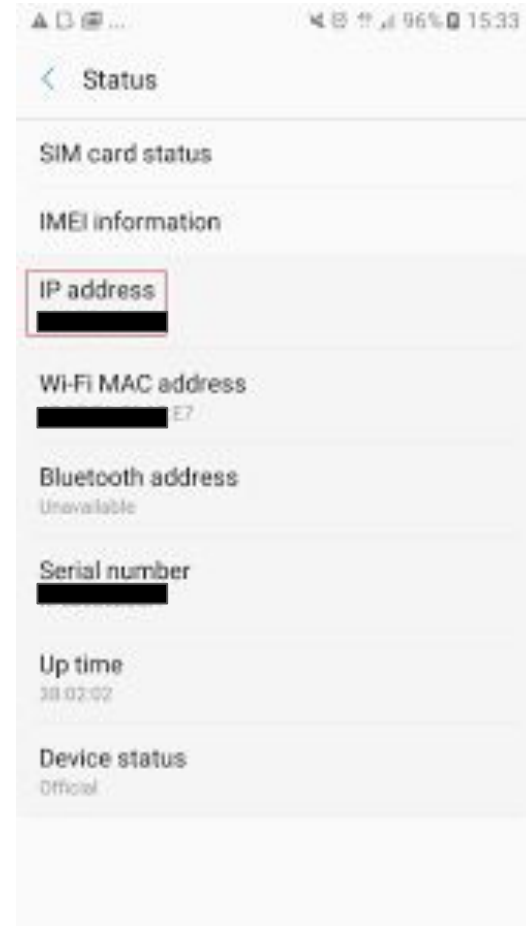 ... 96% 15:33
Status
SIM card status
IMEI information
IP address
Wi-Fi MAC address
E7
Bluetooth address
Unavailable
Serial number
Up time
38:02:02
Device status
Official